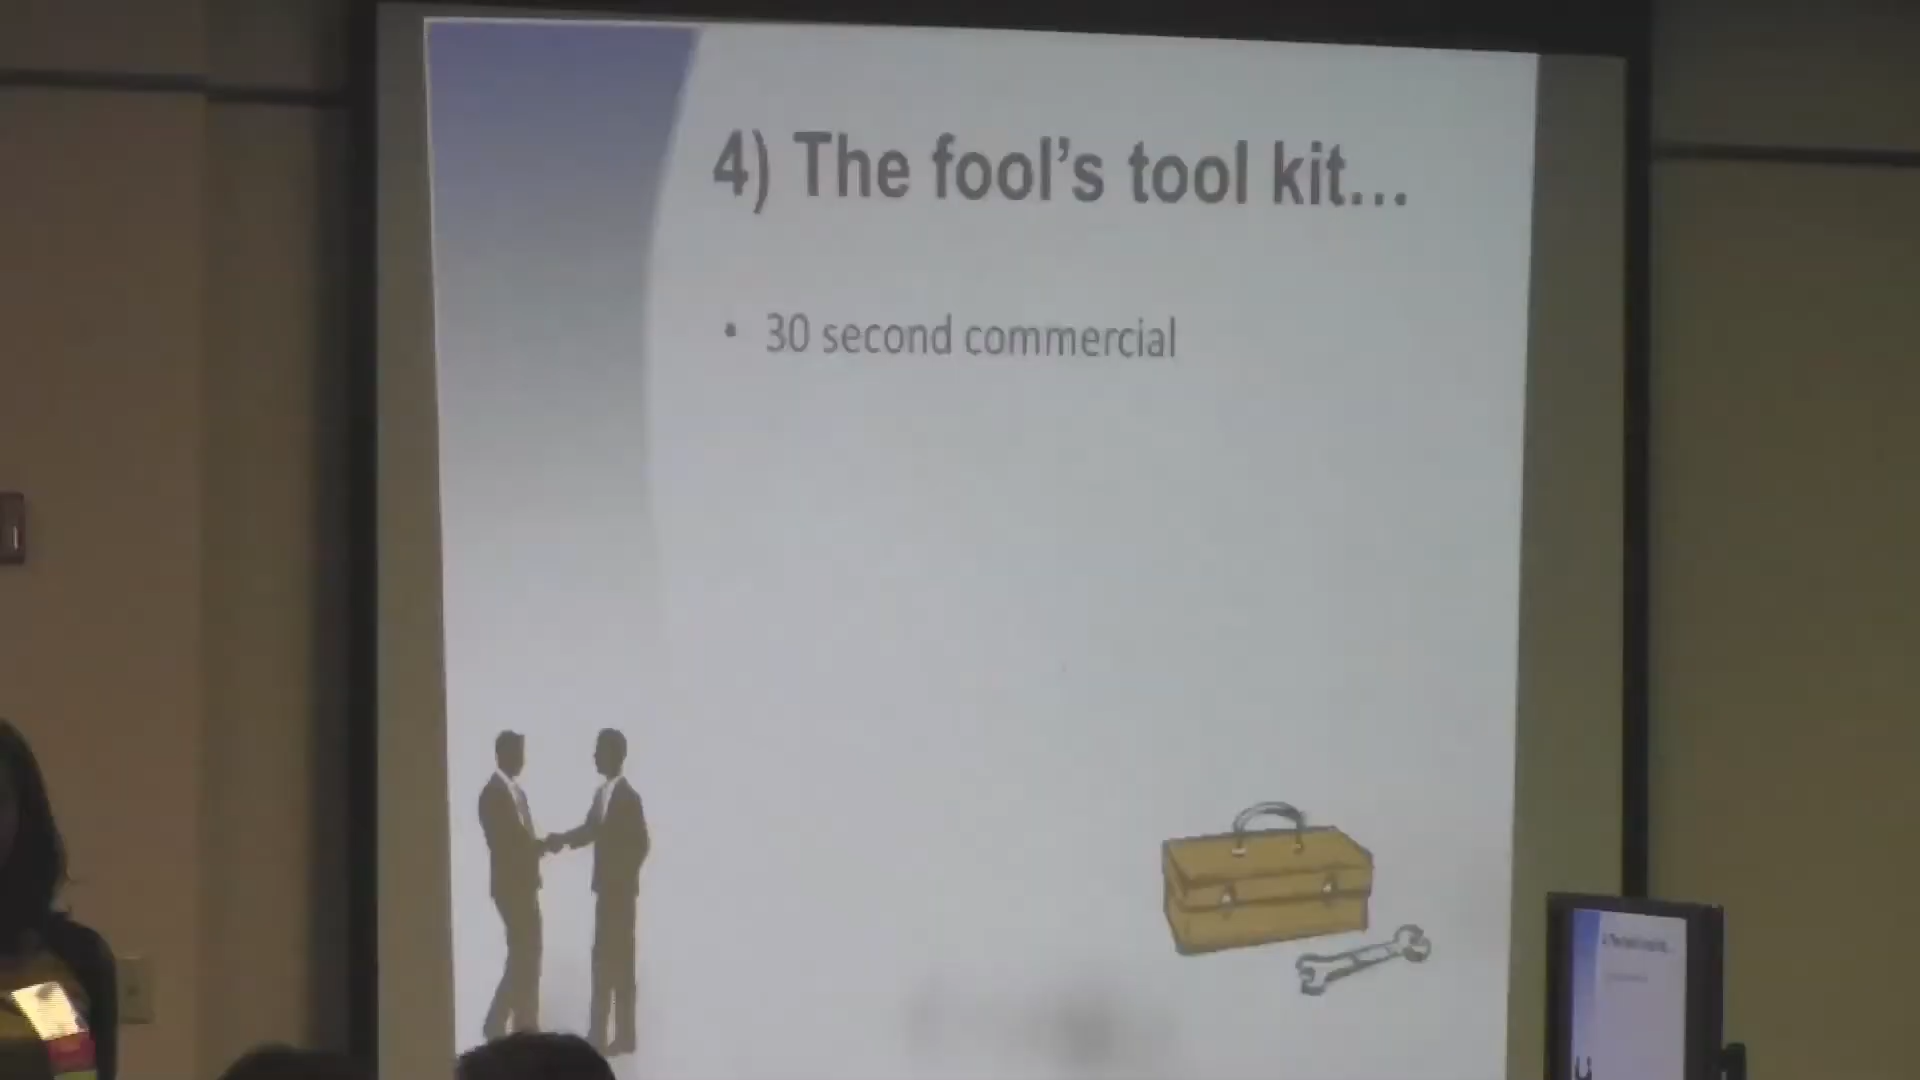 4) The fool's tool kit...
• 30 second commercial